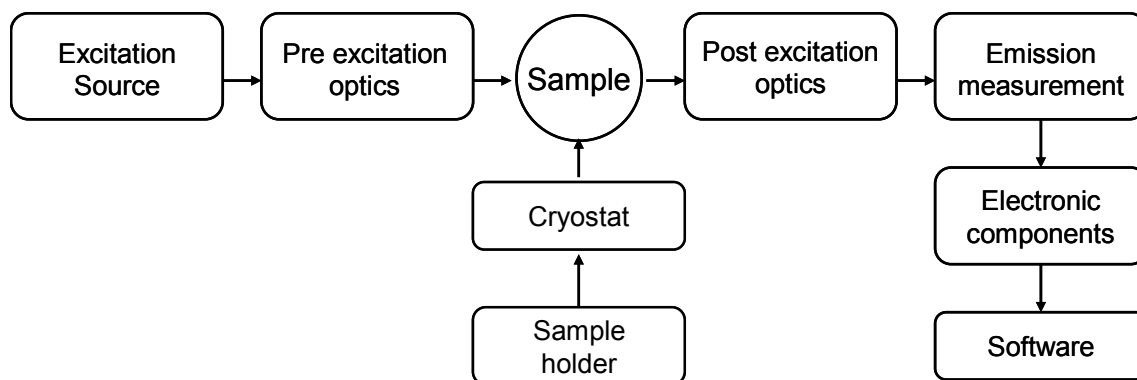 Excitation
Source
Pre excitation
optics
Sample
Post excitation
optics
Emission
measurement
Cryostat
Electronic
components
Sample
holder
Software